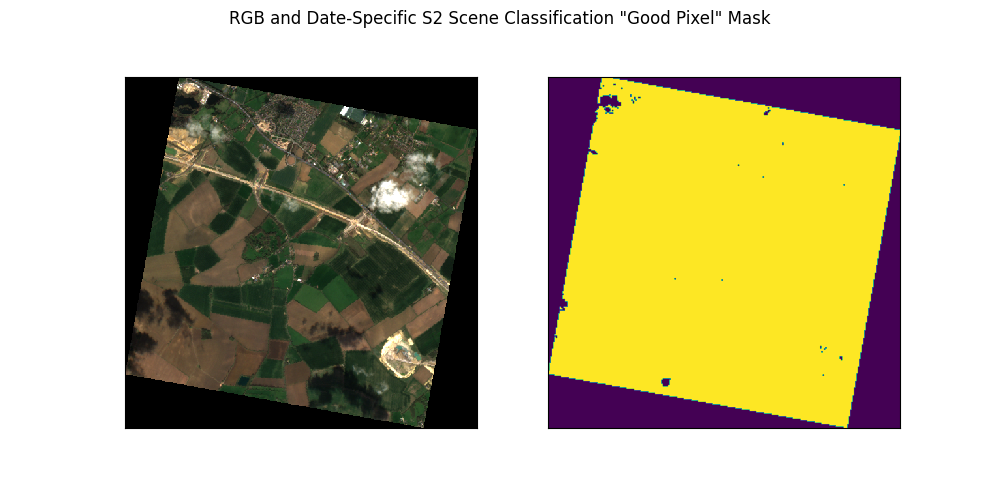 RGB and Date-Specific S2 Scene Classification "Good Pixel" Mask